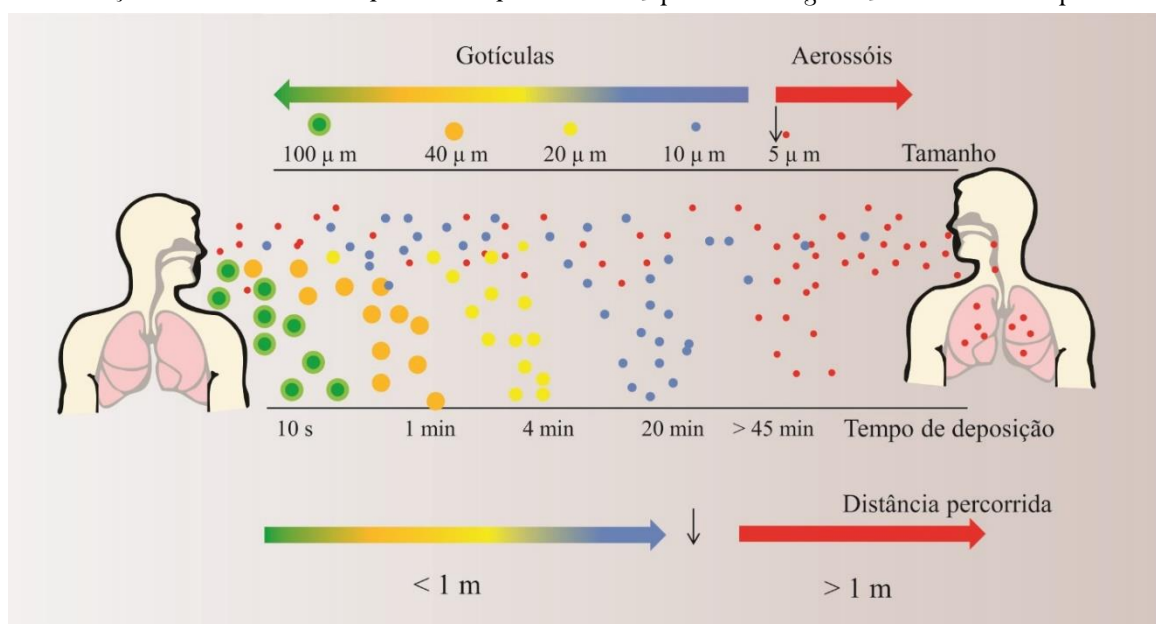 Gotículas Aerossóis
100 μ m 40 μ m 20 μ m 10 μ m 5 μ m Tamanho
10 s 1 min 4 min 20 min > 45 min Tempo de deposição
Distância percorrida
< 1 m > 1 m